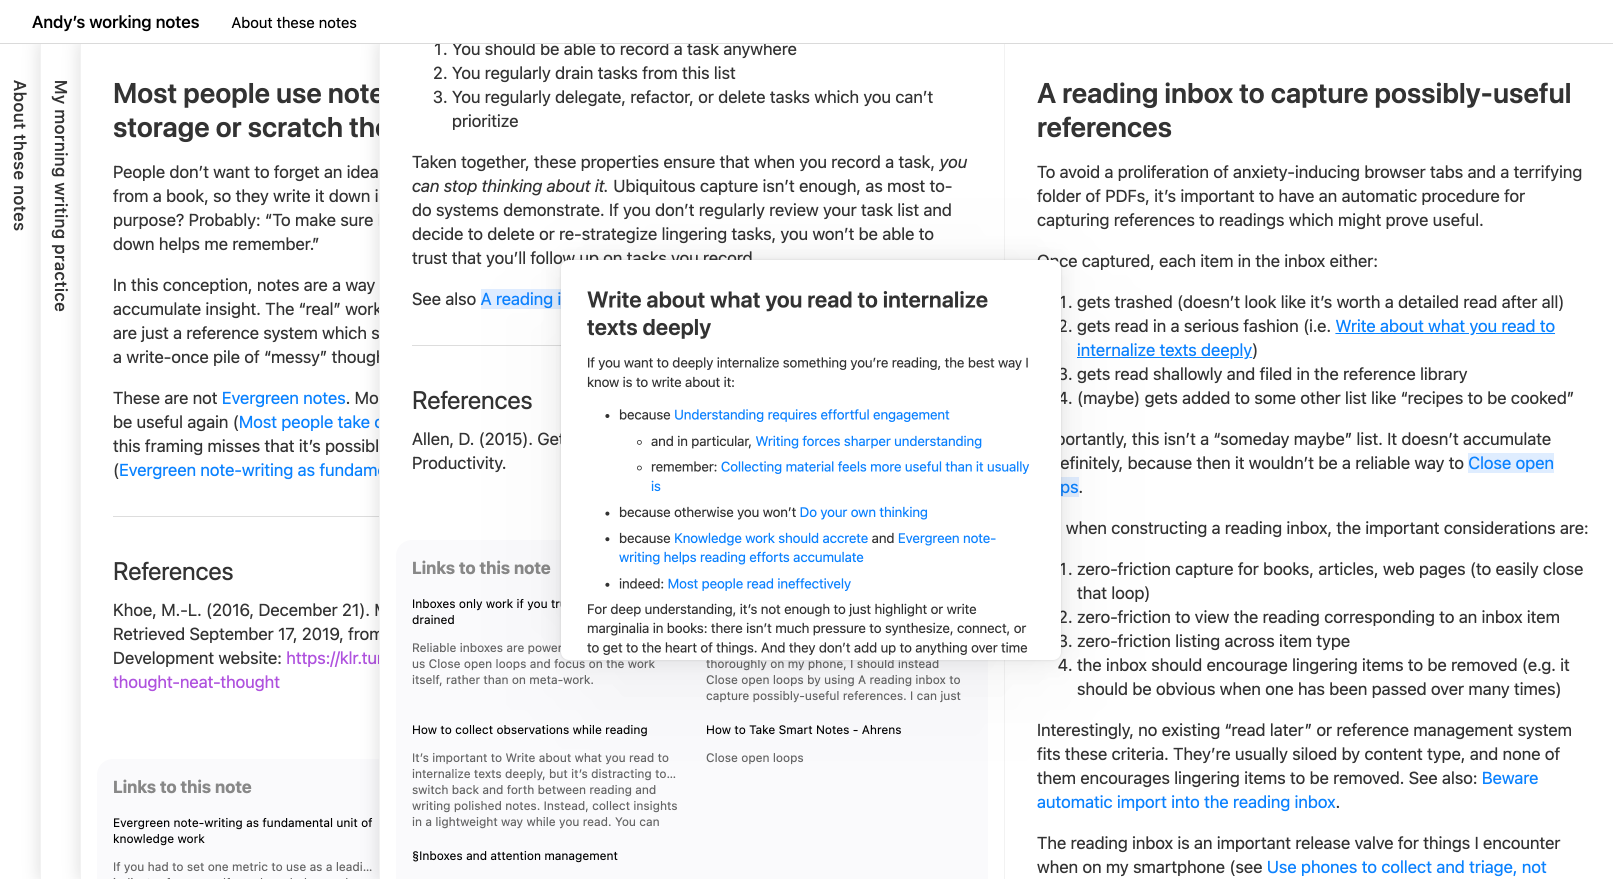 Andy’s working notes
About these notes
About these notes
My morning writing practice
Most people use note
storage or scratch th
People don’t want to forget an idea
from a book, so they write it down i
purpose? Probably: “To make sure
down helps me remember.”
In this conception, notes are a way
accumulate insight. The “real” work
are just a reference system which s
a write-once pile of “messy” though
These are not Evergreen notes. Mo
be useful again (Most people take o
this framing misses that it’s possibl
(Evergreen note-writing as fundam
References
Khoe, M.-L. (2016, December 21). M
Retrieved September 17, 2019, from
Development website: https://klr.tu
thought-neat-thought
Links to this note
Evergreen note-writing as fundamental unit of
knowledge work
If you had to set one metric to use as a leadi...
1. You should be able to record a task anywhere
2. You regularly drain tasks from this list
3. You regularly delegate, refactor, or delete tasks which you can’t
prioritize
Taken together, these properties ensure that when you record a task, you
can stop thinking about it. Ubiquitous capture isn’t enough, as most to-
do systems demonstrate. If you don’t regularly review your task list and
decide to delete or re-strategize lingering tasks, you won’t be able to
trust that you’ll follow up on tasks you record.
See also A reading i
References
Allen, D. (2015). Get
Productivity.
Links to this note
Inboxes only work if you tr
drained
Reliable inboxes are power
us Close open loops and focus on the work
itself, rather than on meta-work.
thoroughly on my phone, I should instead
Close open loops by using A reading inbox to
capture possibly-useful references. I can just
How to collect observations while reading
It’s important to Write about what you read to
internalize texts deeply, but it’s distracting to...
switch back and forth between reading and
writing polished notes. Instead, collect insights
in a lightweight way while you read. You can
How to Take Smart Notes - Ahrens
Close open loops
§Inboxes and attention management
Write about what you read to internalize
texts deeply
If you want to deeply internalize something you’re reading, the best way I
know is to write about it:
• because Understanding requires effortful engagement
◦ and in particular, Writing forces sharper understanding
◦ remember: Collecting material feels more useful than it usually
is
• because otherwise you won’t Do your own thinking
• because Knowledge work should accrete and Evergreen note-
writing helps reading efforts accumulate
• indeed: Most people read ineffectively
For deep understanding, it’s not enough to just highlight or write
marginalia in books: there isn’t much pressure to synthesize, connect, or
to get to the heart of things. And they don’t add up to anything over time
A reading inbox to capture possibly-useful
references
To avoid a proliferation of anxiety-inducing browser tabs and a terrifying
folder of PDFs, it’s important to have an automatic procedure for
capturing references to readings which might prove useful.
Once captured, each item in the inbox either:
1. gets trashed (doesn’t look like it’s worth a detailed read after all)
2. gets read in a serious fashion (i.e. Write about what you read to
internalize texts deeply)
3. gets read shallowly and filed in the reference library
4. (maybe) gets added to some other list like “recipes to be cooked”
portantly, this isn’t a “someday maybe” list. It doesn’t accumulate
definitely, because then it wouldn’t be a reliable way to Close open
ps.
when constructing a reading inbox, the important considerations are:
1. zero-friction capture for books, articles, web pages (to easily close
that loop)
2. zero-friction to view the reading corresponding to an inbox item
3. zero-friction listing across item type
4. the inbox should encourage lingering items to be removed (e.g. it
should be obvious when one has been passed over many times)
Interestingly, no existing “read later” or reference management system
fits these criteria. They’re usually siloed by content type, and none of
them encourages lingering items to be removed. See also: Beware
automatic import into the reading inbox.
The reading inbox is an important release valve for things I encounter
when on my smartphone (see Use phones to collect and triage, not